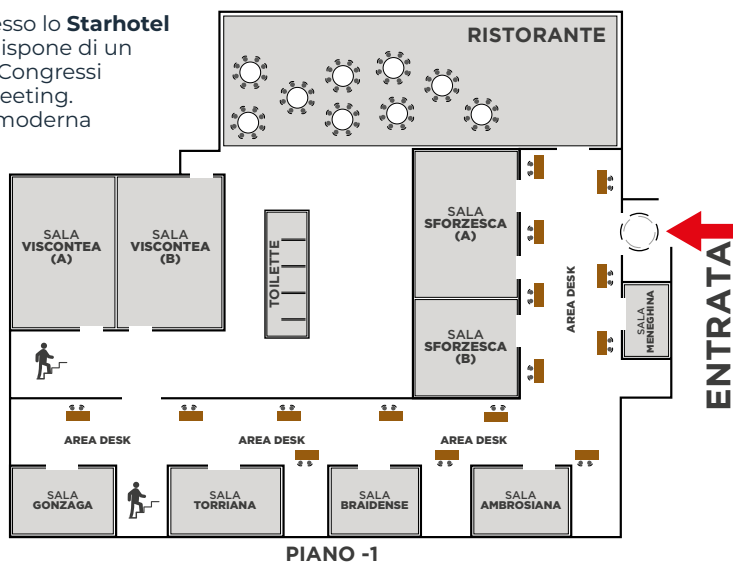 esso lo Starhotel
ispone di un
Congressi
eeting.
moderna
RISTORANTE
SALA
VISCONTEA
(A)
SALA
VISCONTEA
(B)
TOILETTE
SALA
SFORZESCA
(A)
SALA
SFORZESCA
(B)
AREA DESK
SALA
MENEGHINA
ENTRATA
AREA DESK
AREA DESK
AREA DESK
SALA
GONZAGA
SALA
TORRIANA
SALA
BRAIDENSE
SALA
AMBROSIANA
PIANO -1